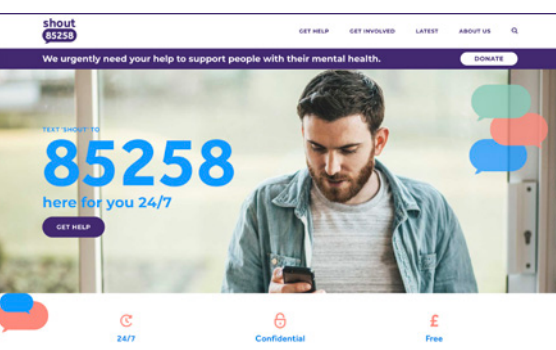 shout
85258
GET HELP GET INVOLVED LATEST ABOUT US
We urgently need your help to support people with their mental health. DONATE
TEXT 'SHOUT' TO
85258
here for you 24/7
GET HELP
24/7 Confidential Free